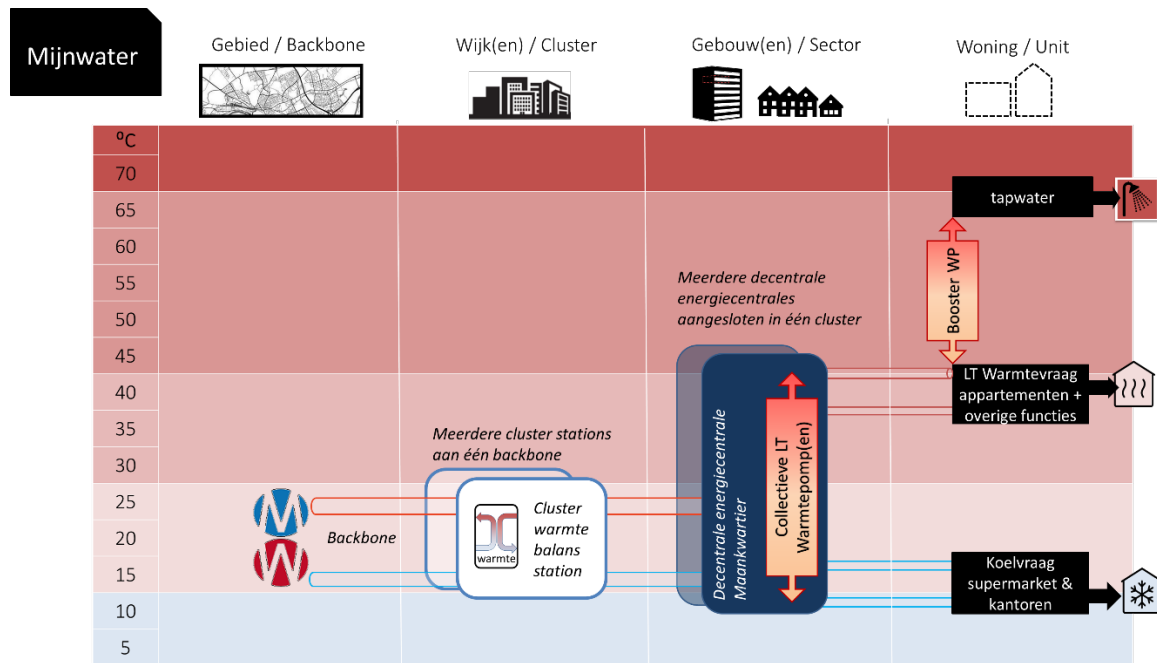 Mijnwater
Gebied / Backbone
Wijk(en) / Cluster
Gebouw(en) / Sector
Woning / Unit
ºC
70
65
60
55
50
45
40
35
30
25
20
15
10
5
M
W
Backbone
Meerdere cluster stations
aan één backbone
warmte
Cluster
warmte
balans
station
Meerdere decentrale
energiecentrales
aangesloten in één cluster
Decentrale energiecentrale
Maankwartier
Collectieve LT
Warmtepomp(en)
tapwater
Booster WP
LT Warmtevraag
appartementen +
overige functies
Koelvraag
supermarket &
kantoren